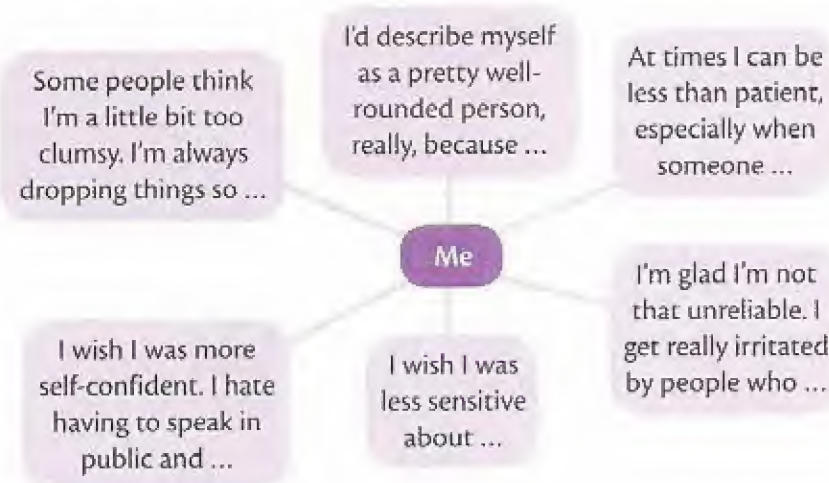 Some people think
I'm a little bit too
clumsy. I'm always
dropping things so ...
I'd describe myself
as a pretty well-
rounded person,
really, because ...
At times I can be
less than patient,
especially when
someone ...
Me
I wish I was more
self-confident. I hate
having to speak in
public and ...
I wish I was
less sensitive
about ...
I'm glad I'm not
that unreliable. I
get really irritated
by people who ...